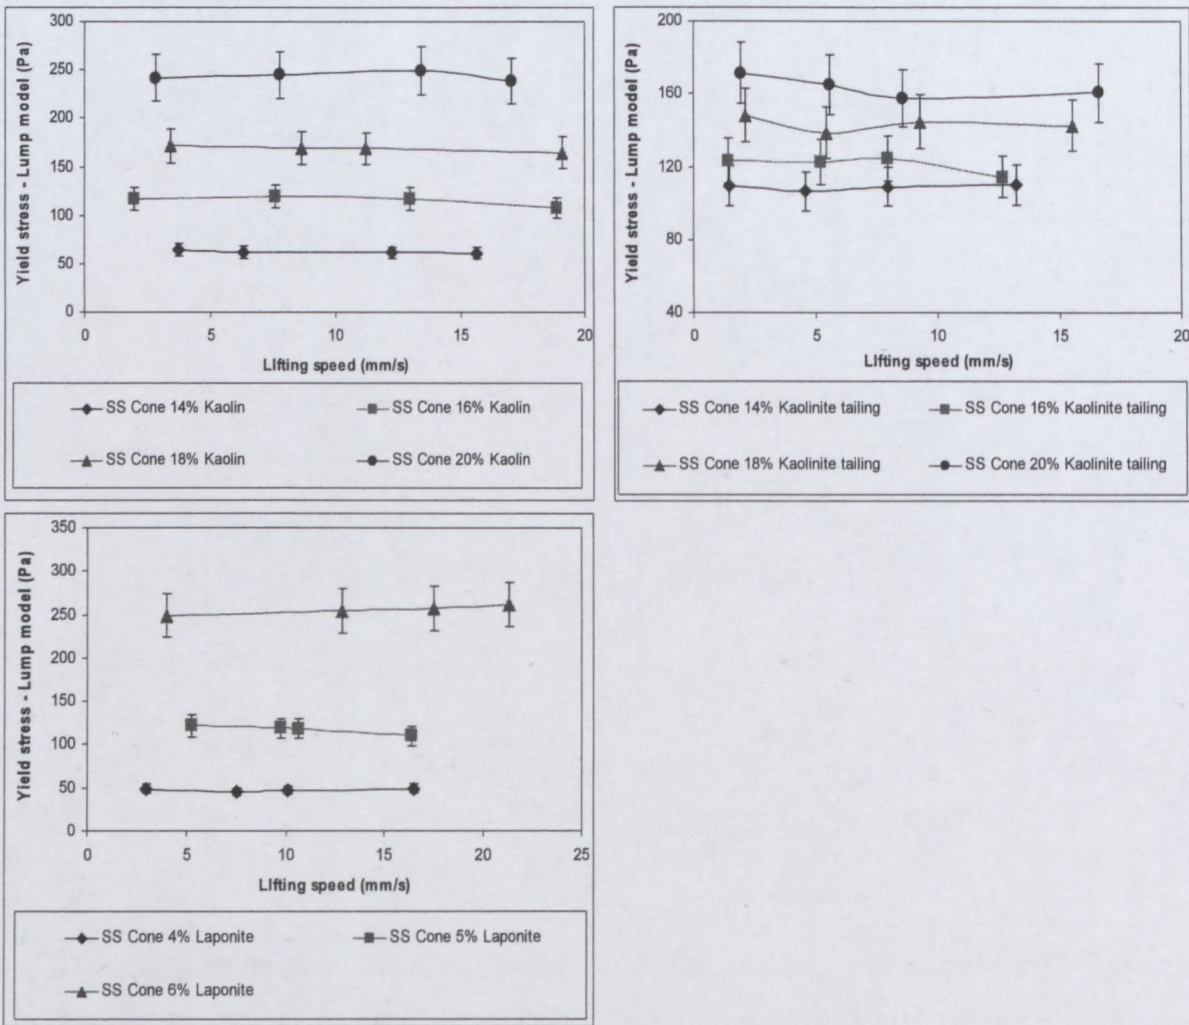 Yield stress - Lump model (Pa)
300
250
200
150
100
50
0
0 5 10 15 20
LIfting speed (mm/s)
SS Cone 14% Kaolin SS Cone 16% Kaolin
SS Cone 18% Kaolin SS Cone 20% Kaolin
Yield stress - Lump model (Pa)
200
160
120
80
40
0 5 10 15 20
LIfting speed (mm/s)
SS Cone 14% Kaolinite tailing SS Cone 16% Kaolinite tailing
SS Cone 18% Kaolinite tailing SS Cone 20% Kaolinite tailing
Yield stress - Lump model (Pa)
350
300
250
200
150
100
50
0
0 5 10 15 20 25
LIfting speed (mm/s)
SS Cone 4% Laponite SS Cone 5% Laponite
SS Cone 6% Laponite